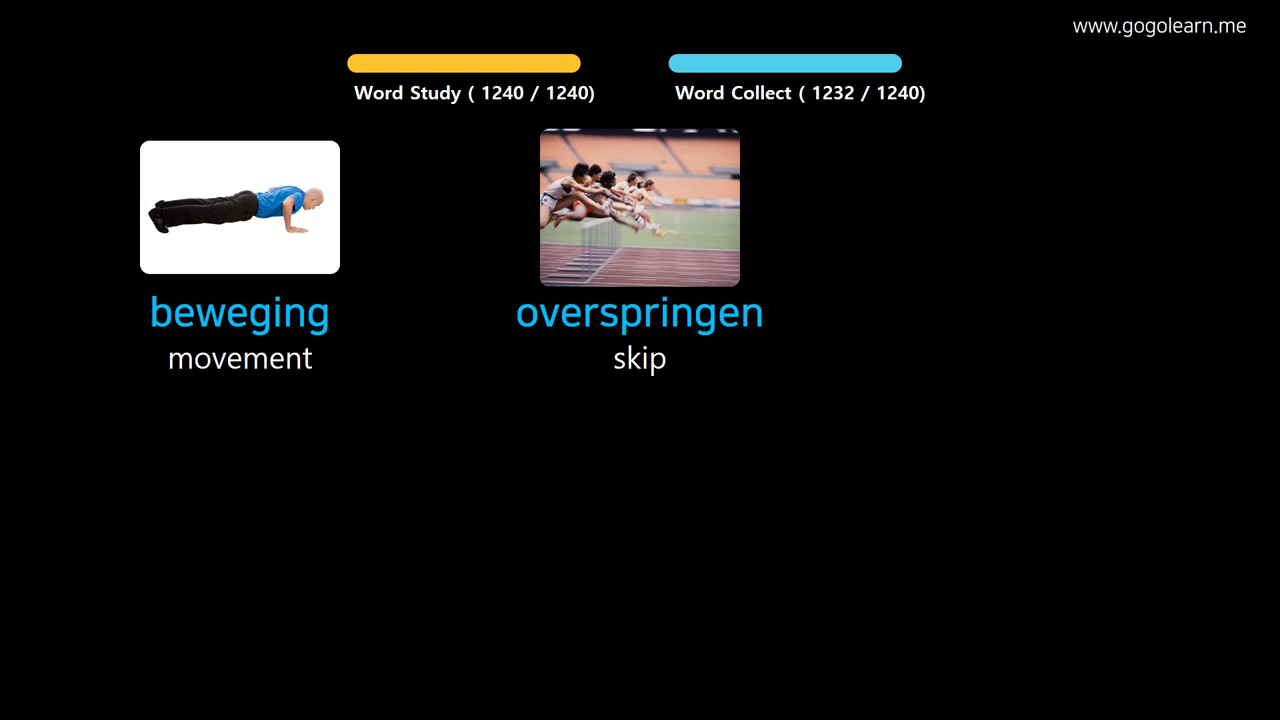 www.gogolearn.me
Word Study ( 1240 / 1240)
Word Collect ( 1232 / 1240)
beweging
movement
overspringen
skip